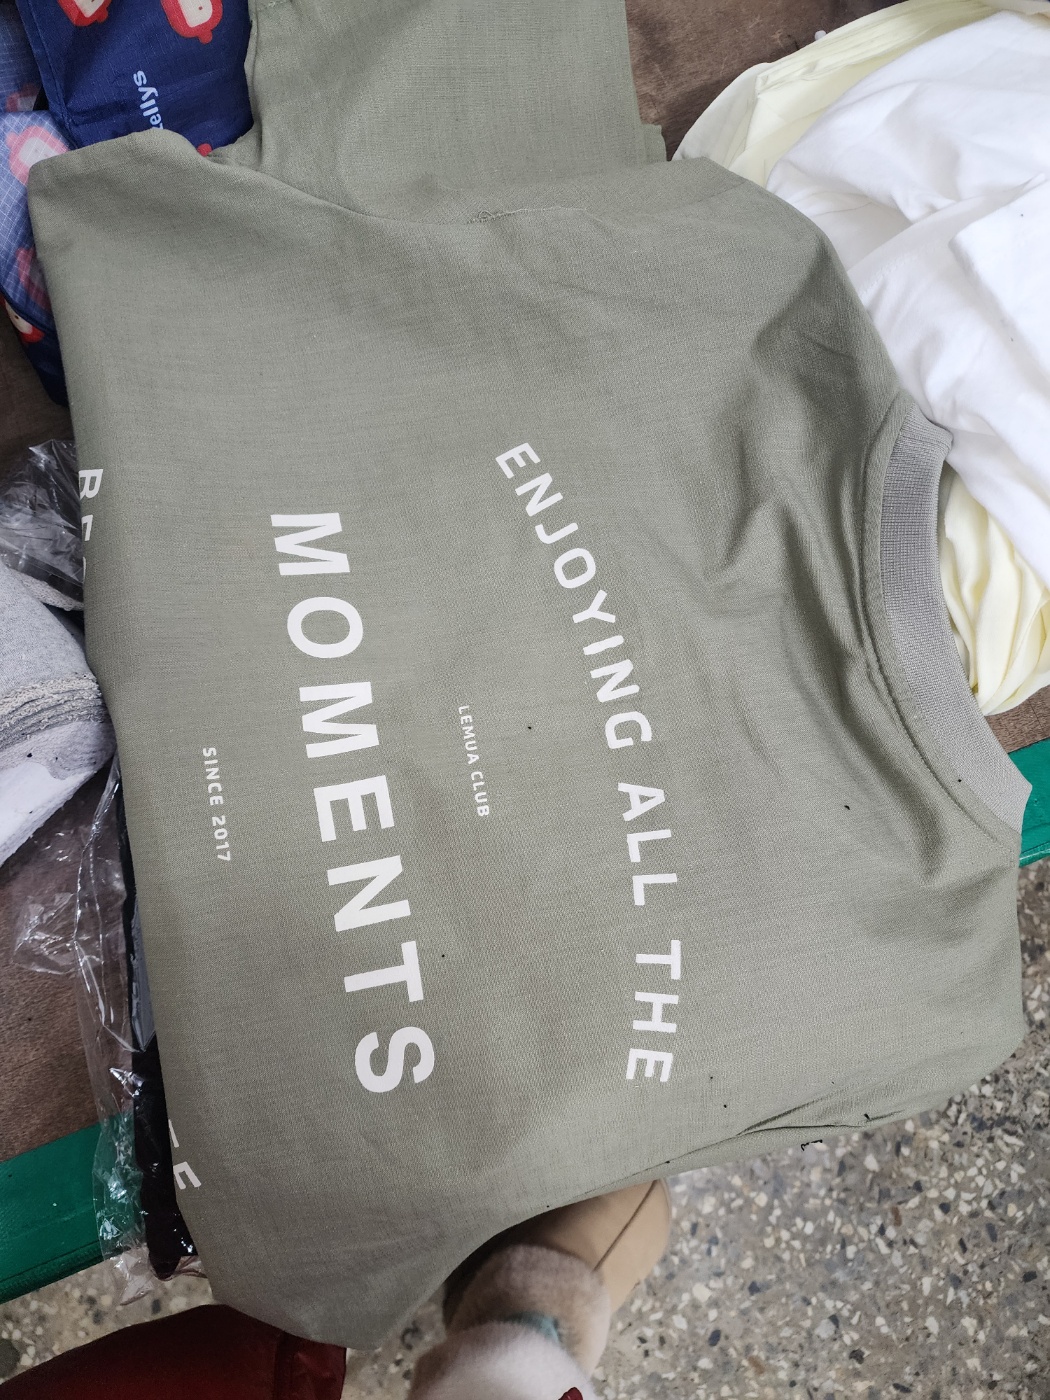 ENJOYING ALL THE
LEMUA CLUB
MOMENTS
SINCE 2017